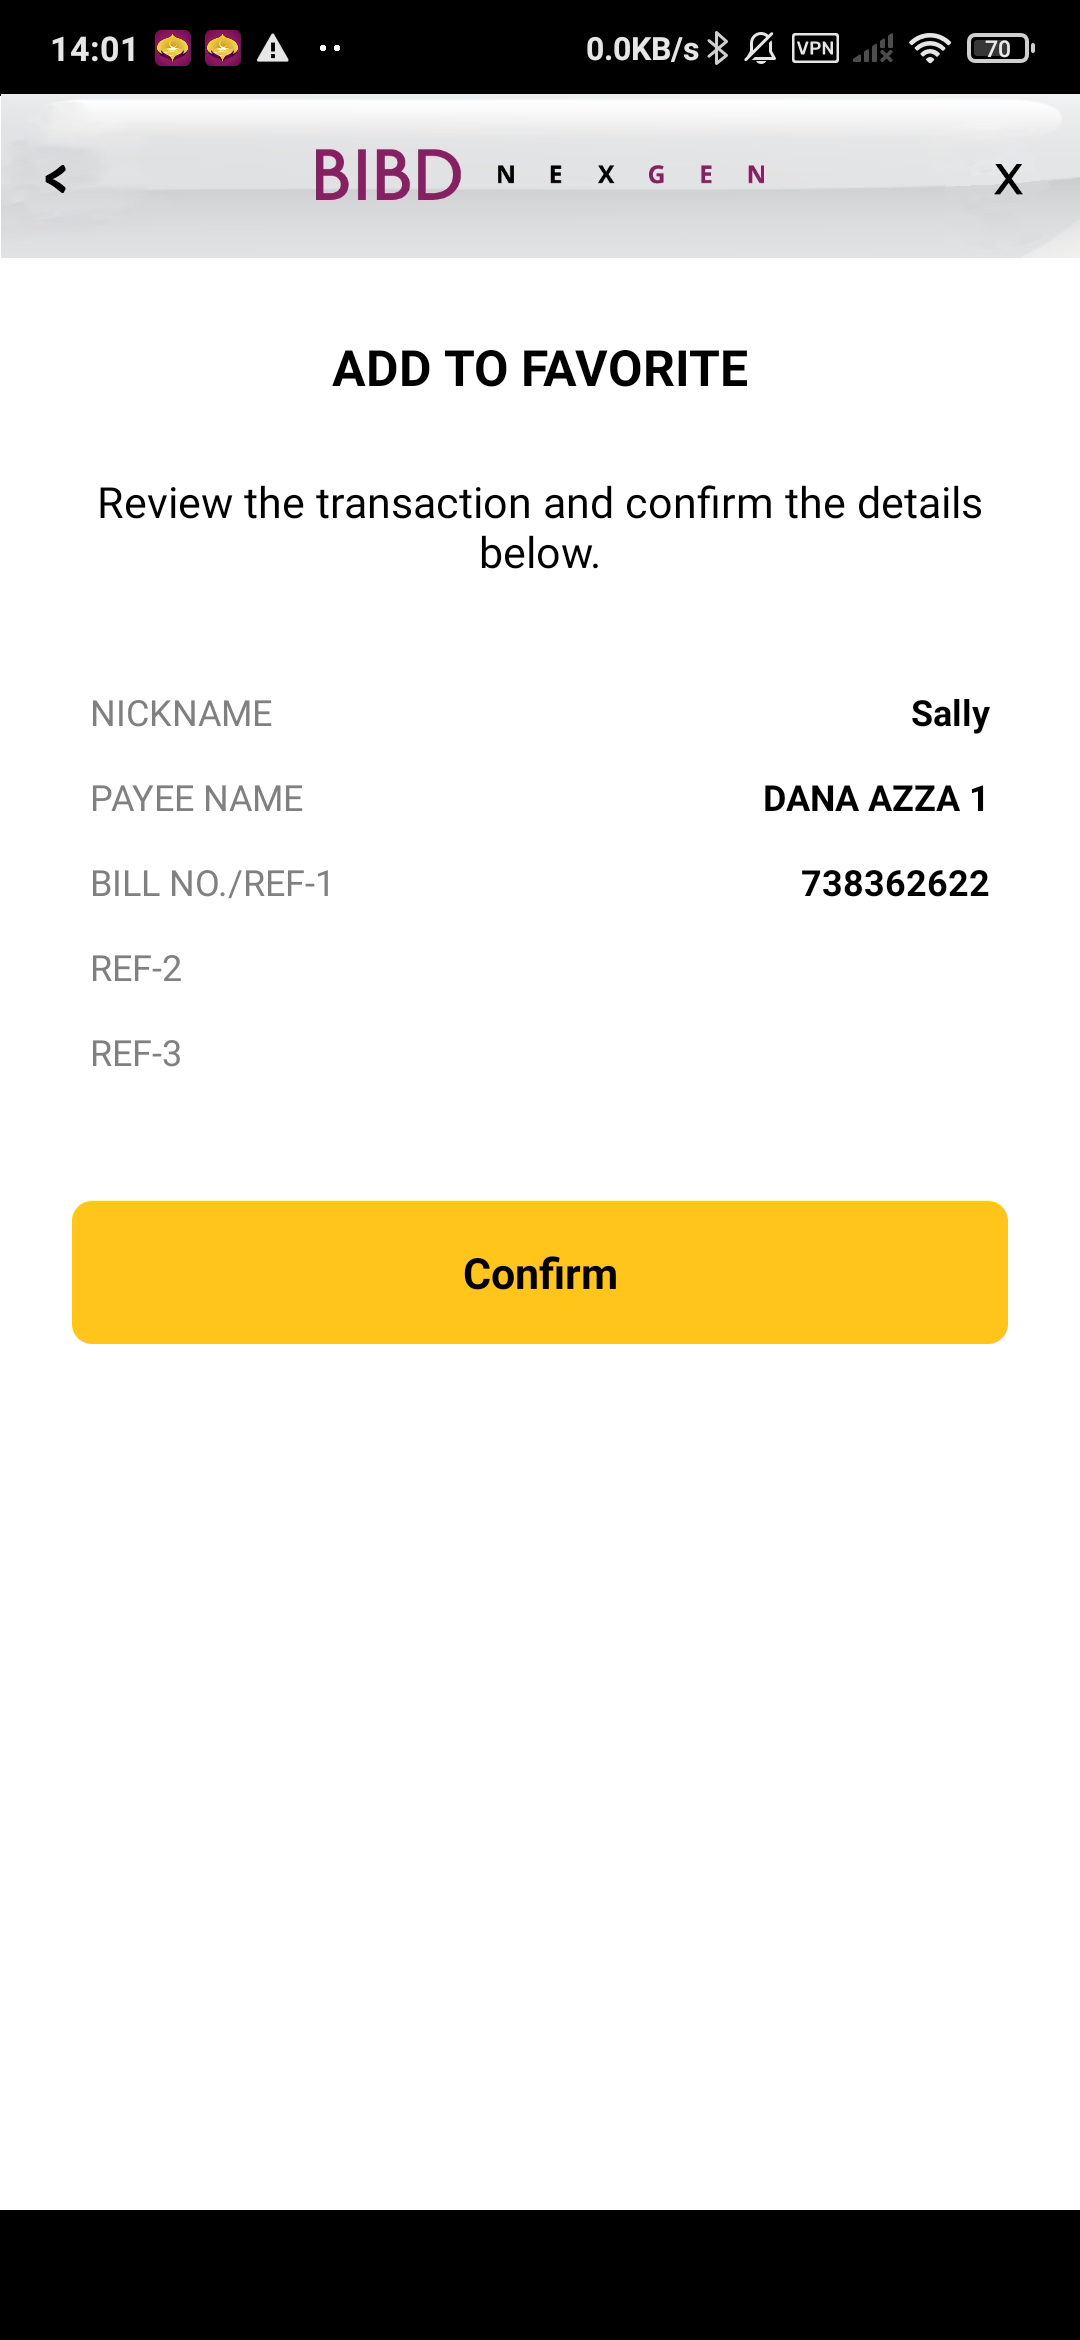 14:01 0.0KB/s VPN 70
< BIBD NEXGEN X
ADD TO FAVORITE
Review the transaction and confirm the details
below.
NICKNAME Sally
PAYEE NAME DANA AZZA 1
BILL NO./REF-1 738362622
REF-2
REF-3
Confirm